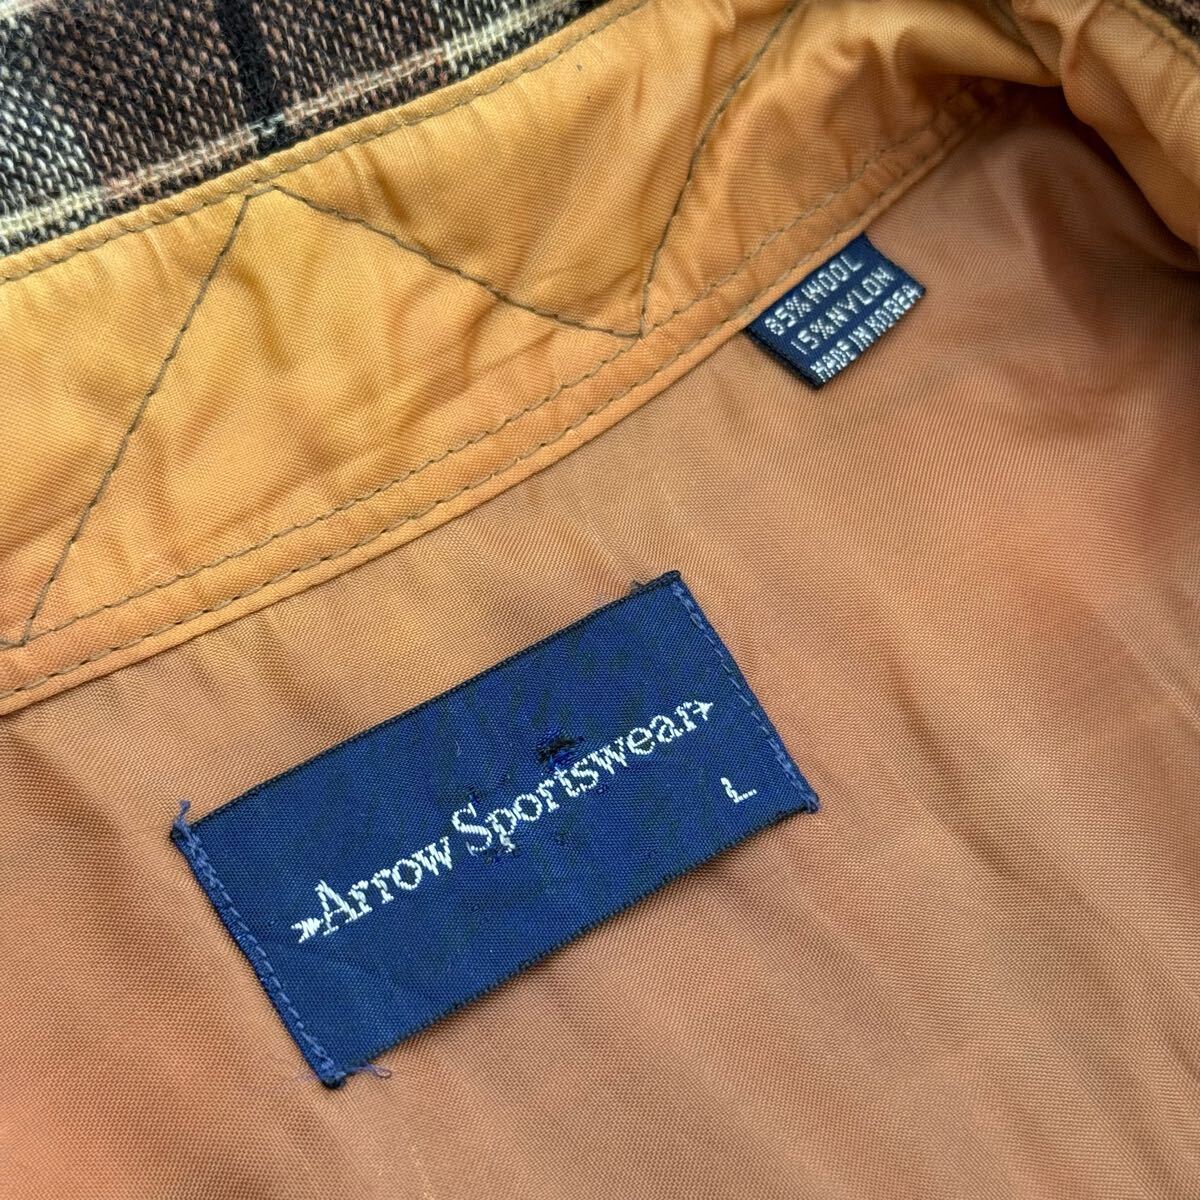 85% WOOL
15% NYLON
MADE IN KOREA
Arrow Sportswear
L